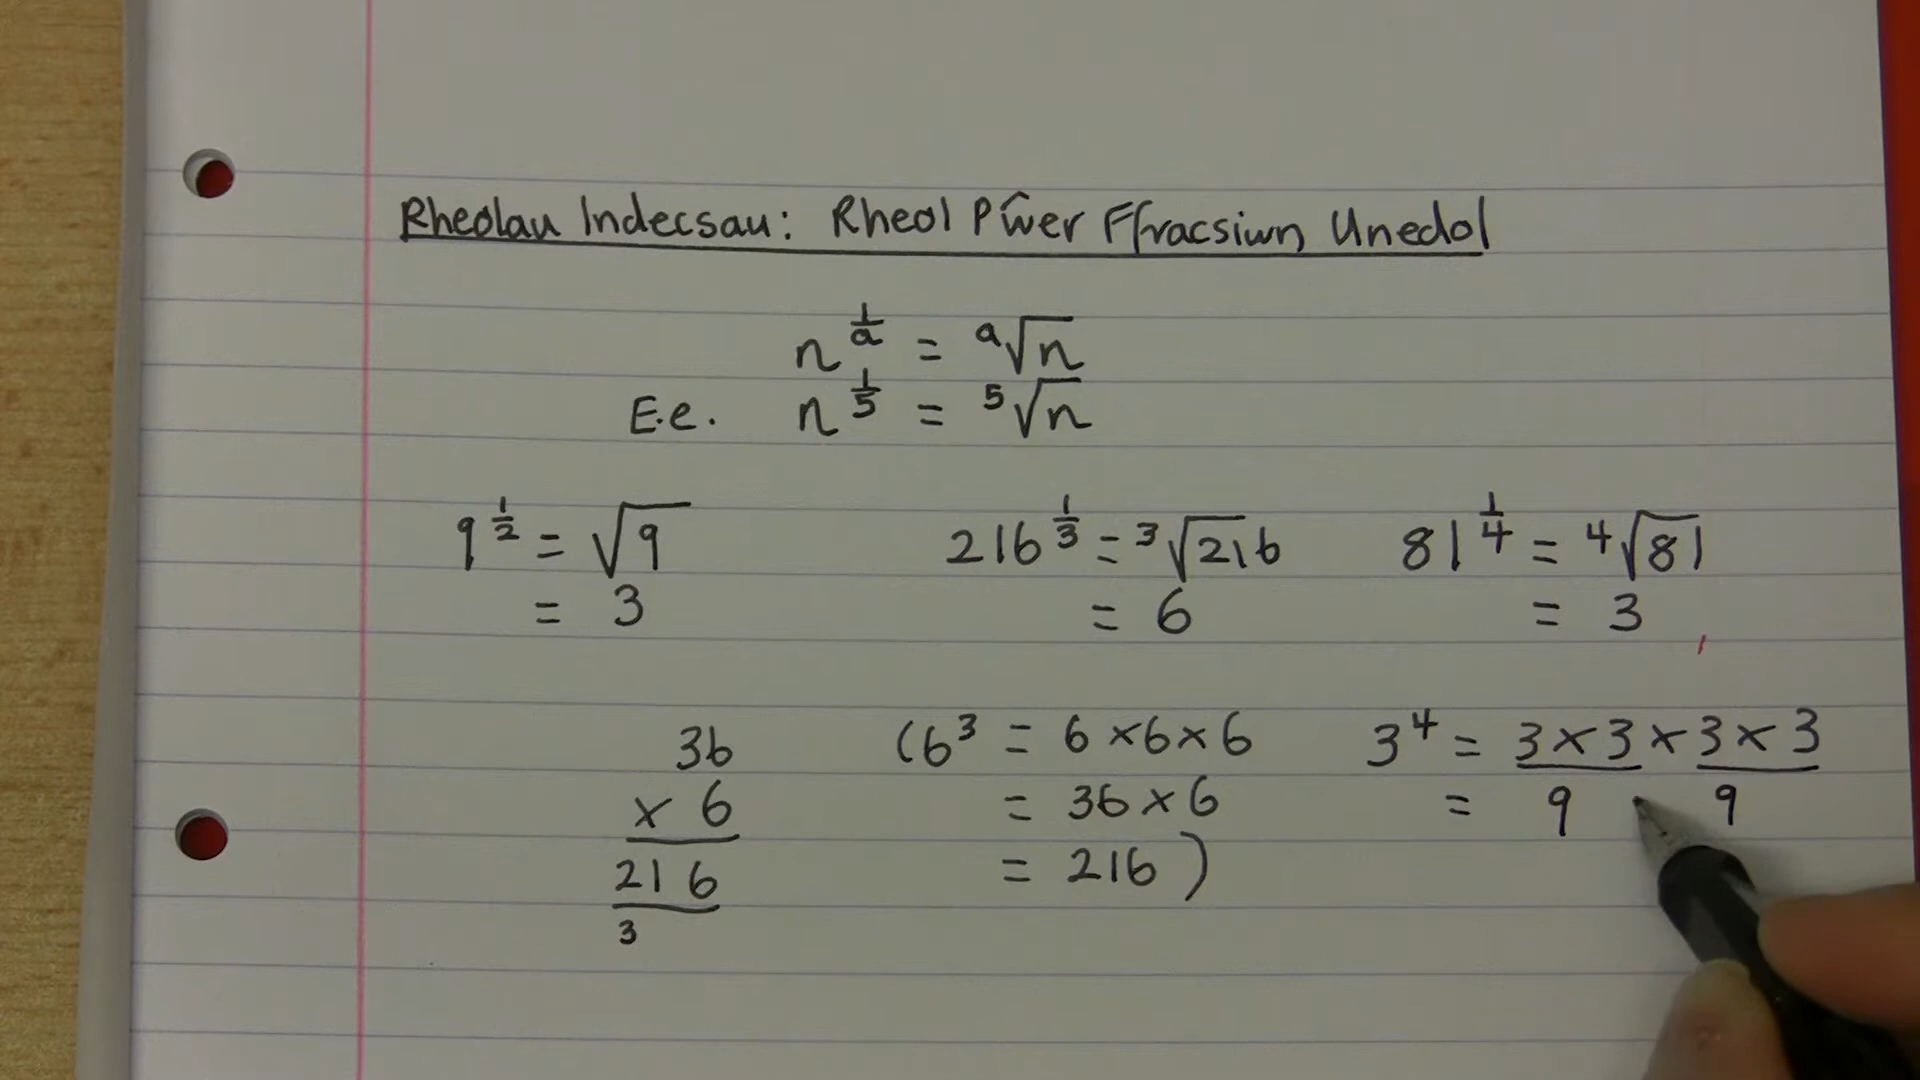 Rheolau Indecsau: Rheol Pŵer Ffracsiwn Unedol
n^(1/a) = ᵃ√n
E.e. n^(1/5) = ⁵√n
9^(1/2) = √9
= 3
216^(1/3) = ³√216
= 6
81^(1/4) = ⁴√81
= 3
36
× 6
216
3
(6³ = 6 × 6 × 6
= 36 × 6
= 216)
3⁴ = 3 × 3 × 3 × 3
= 9 9